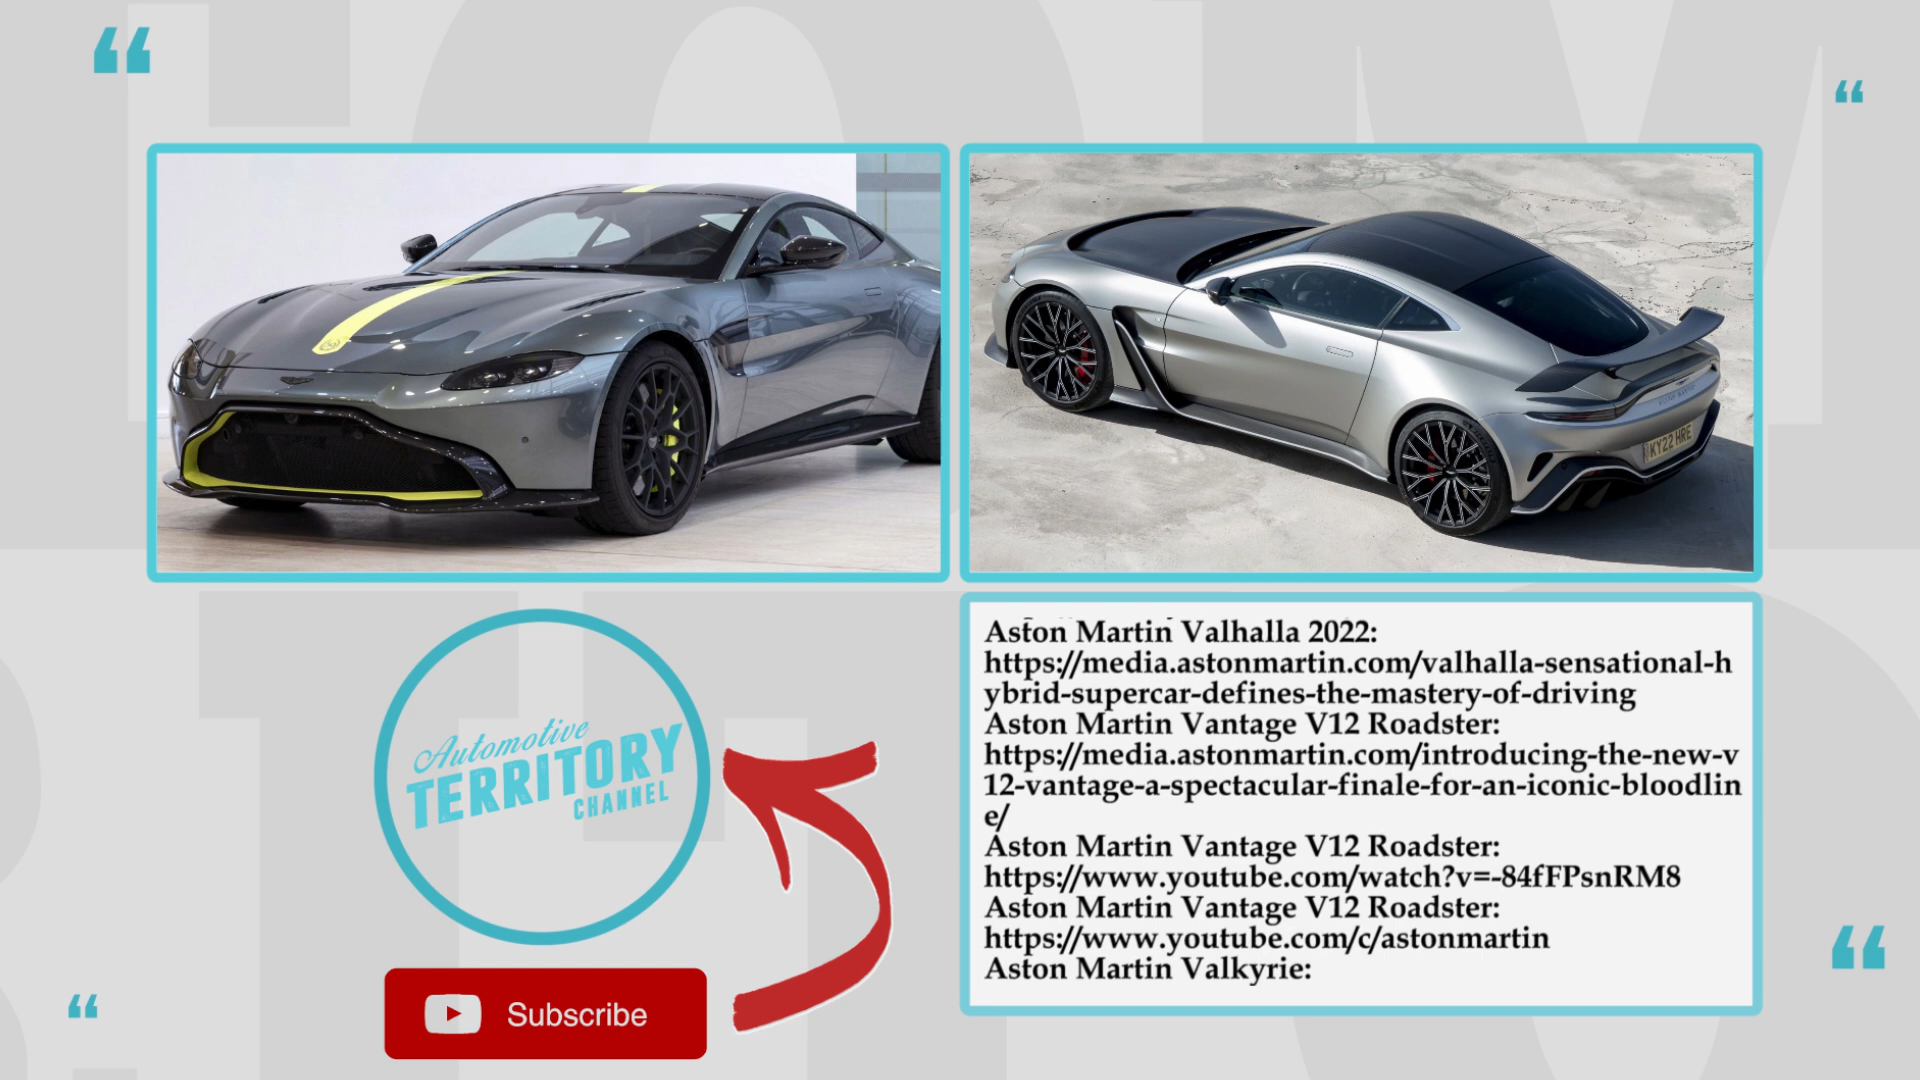 KY22 HRE
Automotive
TERRITORY
CHANNEL
Subscribe
Aston Martin Valhalla 2022:
https://media.astonmartin.com/valhalla-sensational-h
ybrid-supercar-defines-the-mastery-of-driving
Aston Martin Vantage V12 Roadster:
https://media.astonmartin.com/introducing-the-new-v
12-vantage-a-spectacular-finale-for-an-iconic-bloodlin
e/
Aston Martin Vantage V12 Roadster:
https://www.youtube.com/watch?v=-84fFPsnRM8
Aston Martin Vantage V12 Roadster:
https://www.youtube.com/c/astonmartin
Aston Martin Valkyrie: